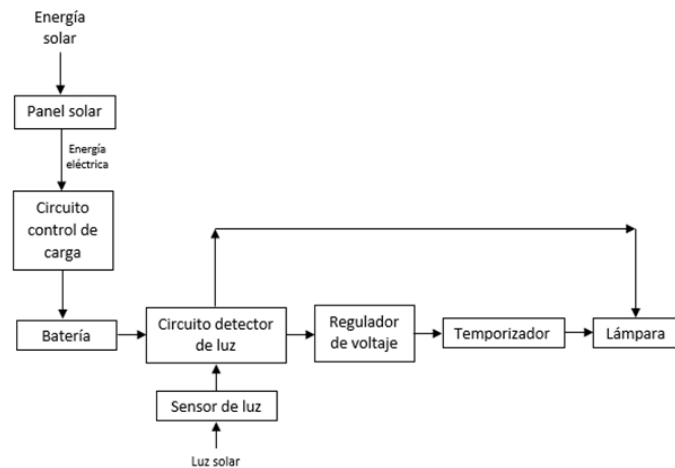 Energía
solar
Panel solar
Energía
eléctrica
Circuito
control de
carga
Batería
Circuito detector
de luz
Regulador
de voltaje
Temporizador
Lámpara
Sensor de luz
Luz solar